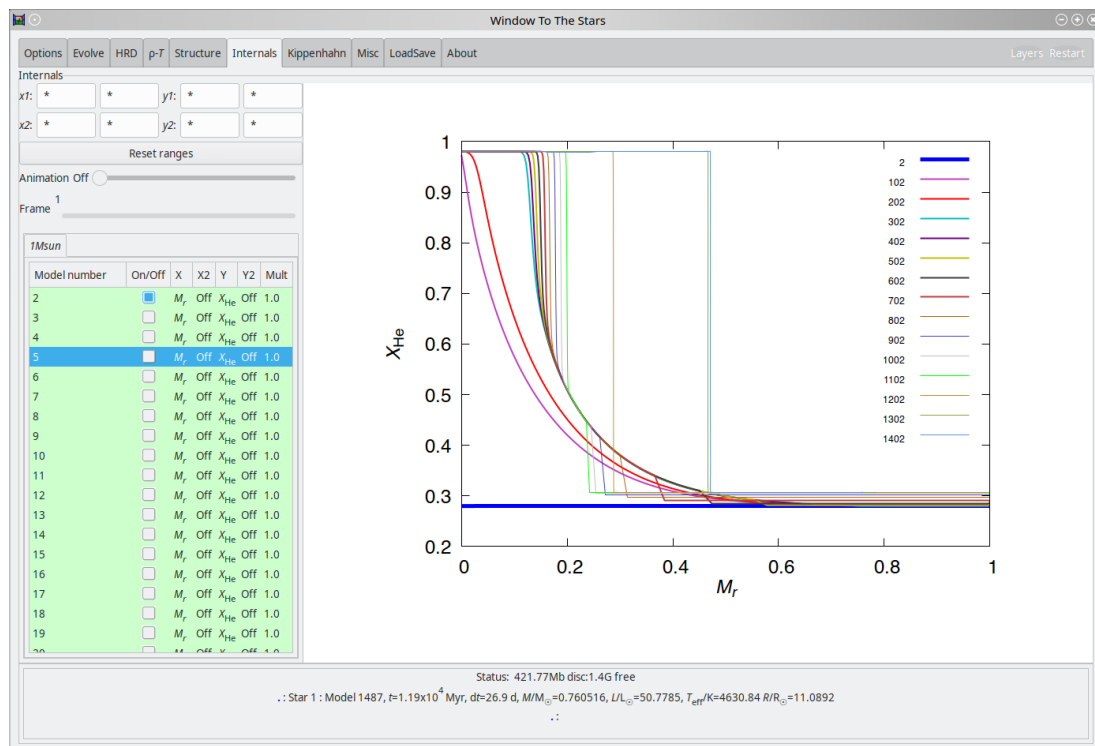 Window To The Stars
Options Evolve HRD ρ-T Structure Internals Kippenhahn Misc LoadSave About Layers Restart
Internals
x1: * * y1: * *
x2: * * y2: * *
Reset ranges
Animation Off
Frame 1
1Msun
Model number On/Off X X2 Y Y2 Mult
2 Mr Off XHe Off 1.0
3 Mr Off XHe Off 1.0
4 Mr Off XHe Off 1.0
5 Mr Off XHe Off 1.0
6 Mr Off XHe Off 1.0
7 Mr Off XHe Off 1.0
8 Mr Off XHe Off 1.0
9 Mr Off XHe Off 1.0
10 Mr Off XHe Off 1.0
11 Mr Off XHe Off 1.0
12 Mr Off XHe Off 1.0
13 Mr Off XHe Off 1.0
14 Mr Off XHe Off 1.0
15 Mr Off XHe Off 1.0
16 Mr Off XHe Off 1.0
17 Mr Off XHe Off 1.0
18 Mr Off XHe Off 1.0
19 Mr Off XHe Off 1.0
1
0.9
0.8
0.7
0.6
0.5
0.4
0.3
0.2
XHe
0 0.2 0.4 0.6 0.8 1
Mr
2
102
202
302
402
502
602
702
802
902
1002
1102
1202
1302
1402
Status: 421.77Mb disc:1.4G free
. : Star 1 : Model 1487, t=1.19x10^4 Myr, dt=26.9 d, M/M☉=0.760516, L/L☉=50.7785, Teff/K=4630.84 R/R☉=11.0892
. :